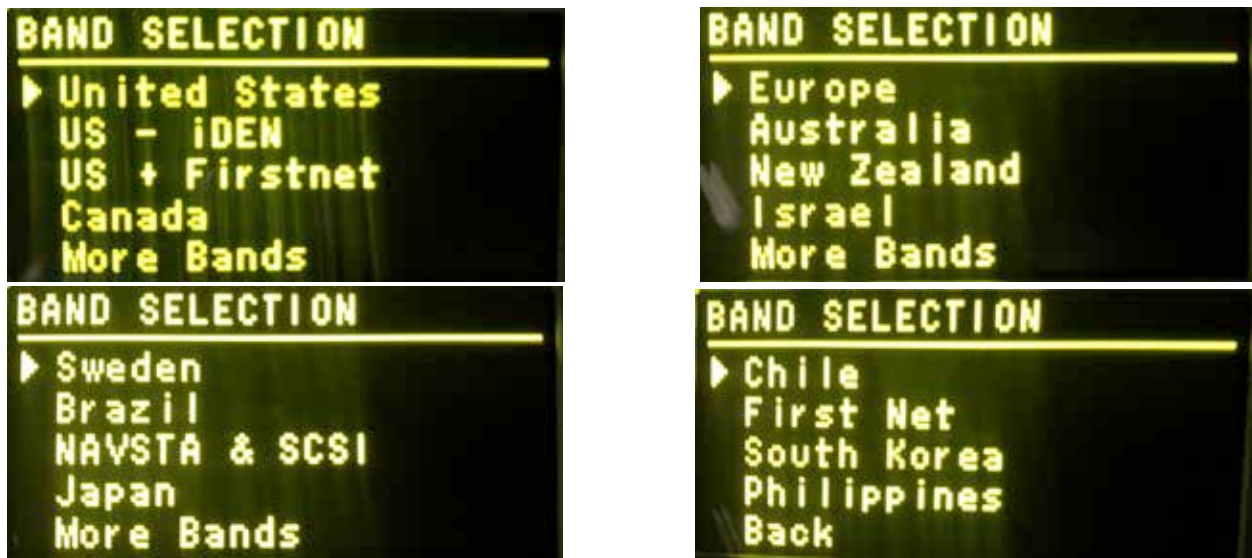 BAND SELECTION
United States
US - iDEN
US + Firstnet
Canada
More Bands
BAND SELECTION
Europe
Australia
New Zealand
Israel
More Bands
BAND SELECTION
Sweden
Brazil
NAVSTA & SCSI
Japan
More Bands
BAND SELECTION
Chile
First Net
South Korea
Philippines
Back